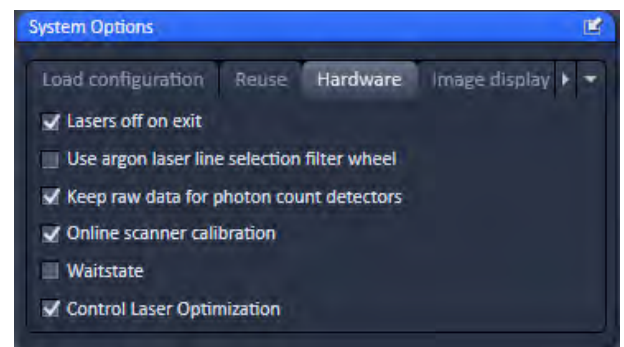 System Options
Load configuration Reuse Hardware Image display
Lasers off on exit
Use argon laser line selection filter wheel
Keep raw data for photon count detectors
Online scanner calibration
Waitstate
Control Laser Optimization